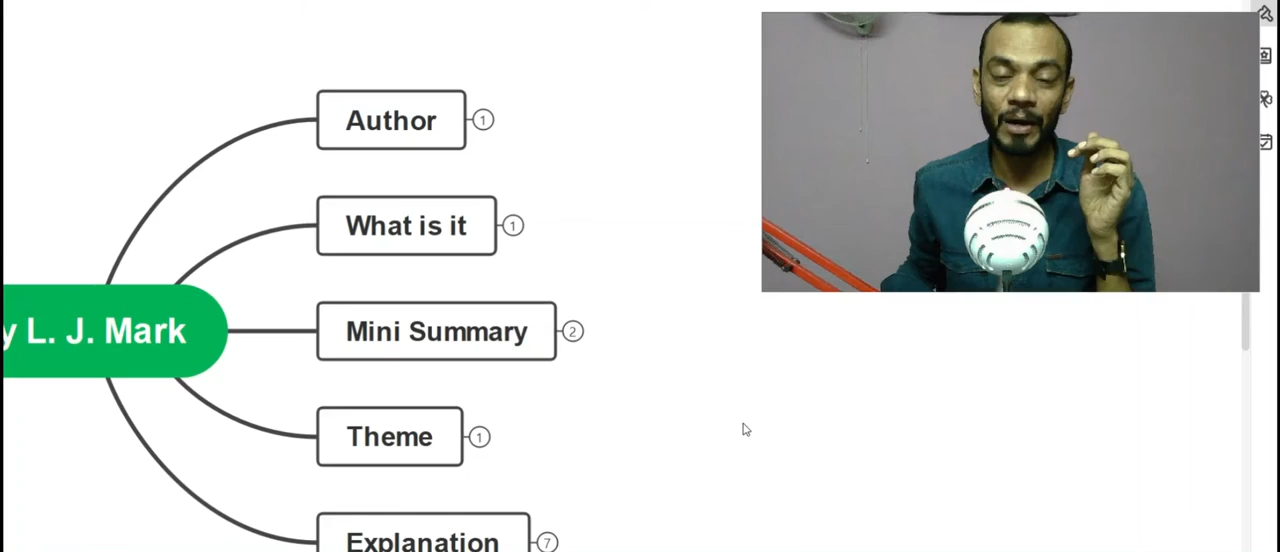 Author
1
What is it
1
y L. J. Mark
Mini Summary
2
Theme
1
Explanation
7